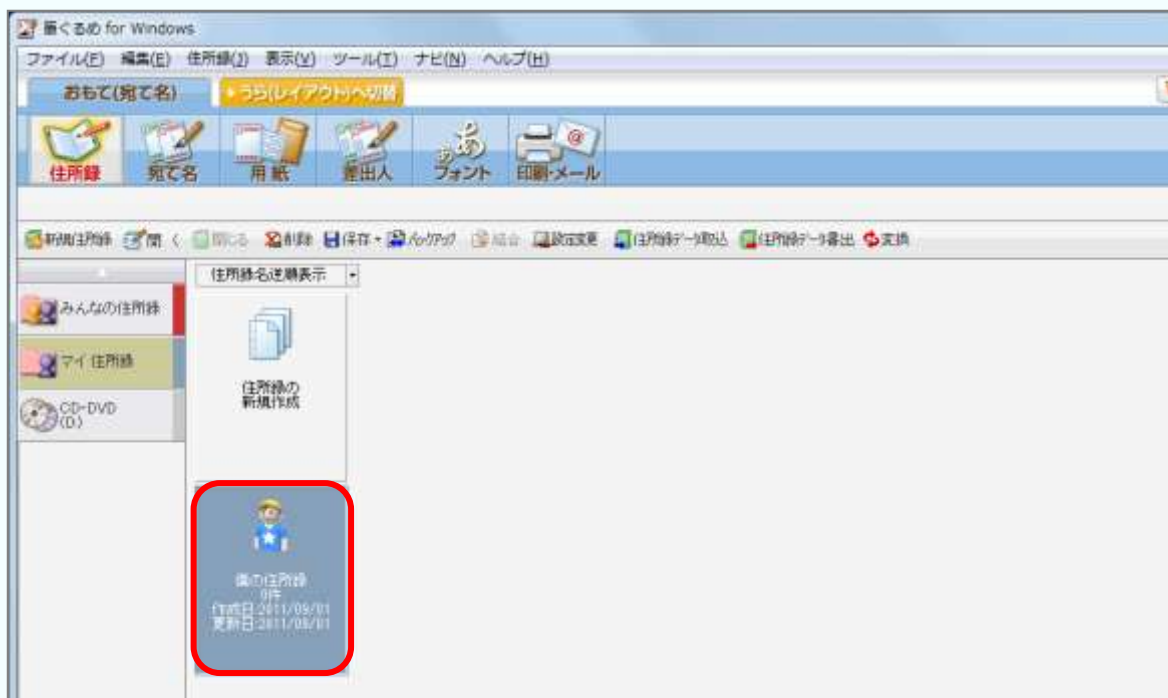 筆ぐるめ for Windows
ファイル(F) 編集(E) 住所録(J) 表示(V) ツール(T) ナビ(N) ヘルプ(H)
おもて(宛て名) うら(レイアウト)へ切替
住所録 宛て名 用紙 差出人 フォント 印刷・メール
新規住所録 開く 閉じる 削除 保存 バックアップ 結合 設定変更 住所録データ取込 住所録データ書出 変換
住所録名逆順表示
みんなの住所録
マイ 住所録
CD-DVD
(D:)
住所録の
新規作成
僕の住所録
0件
作成日:2011/09/01
更新日:2011/09/01